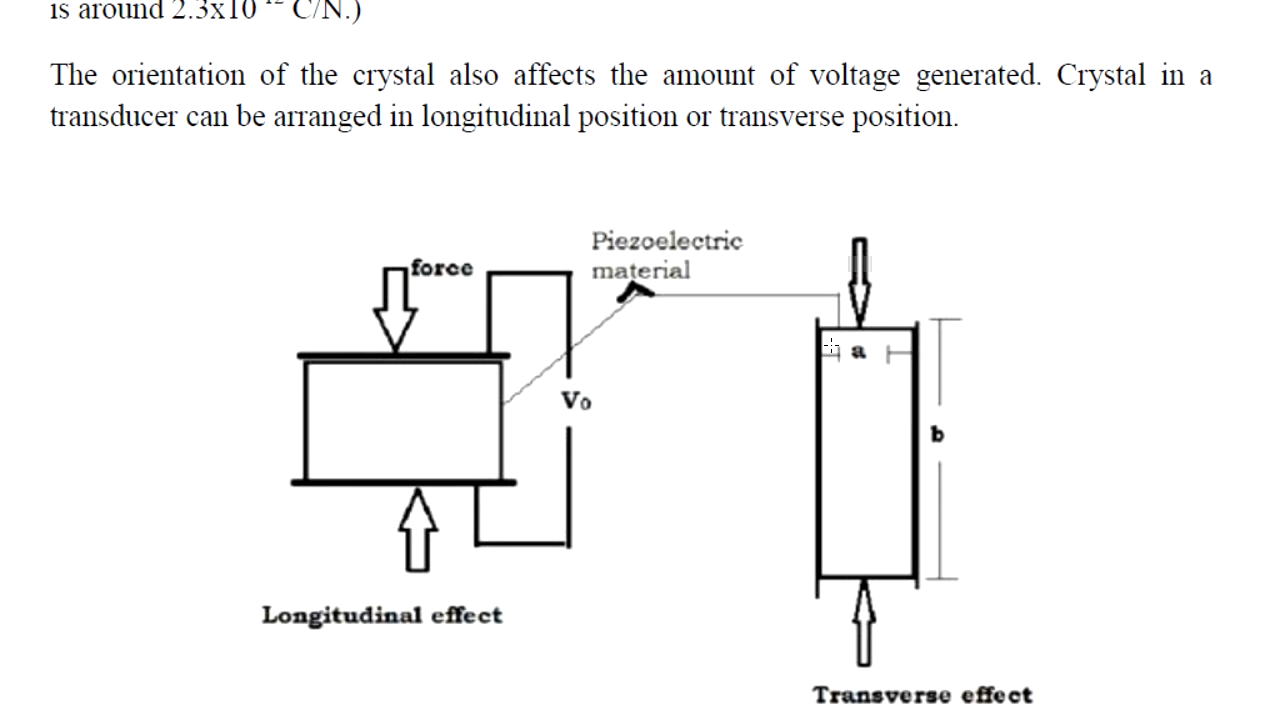 is around 2.3x10⁻¹² C/N.)
The orientation of the crystal also affects the amount of voltage generated. Crystal in a
transducer can be arranged in longitudinal position or transverse position.
Piezoelectric
material
force
a
Vo
b
Longitudinal effect
Transverse effect